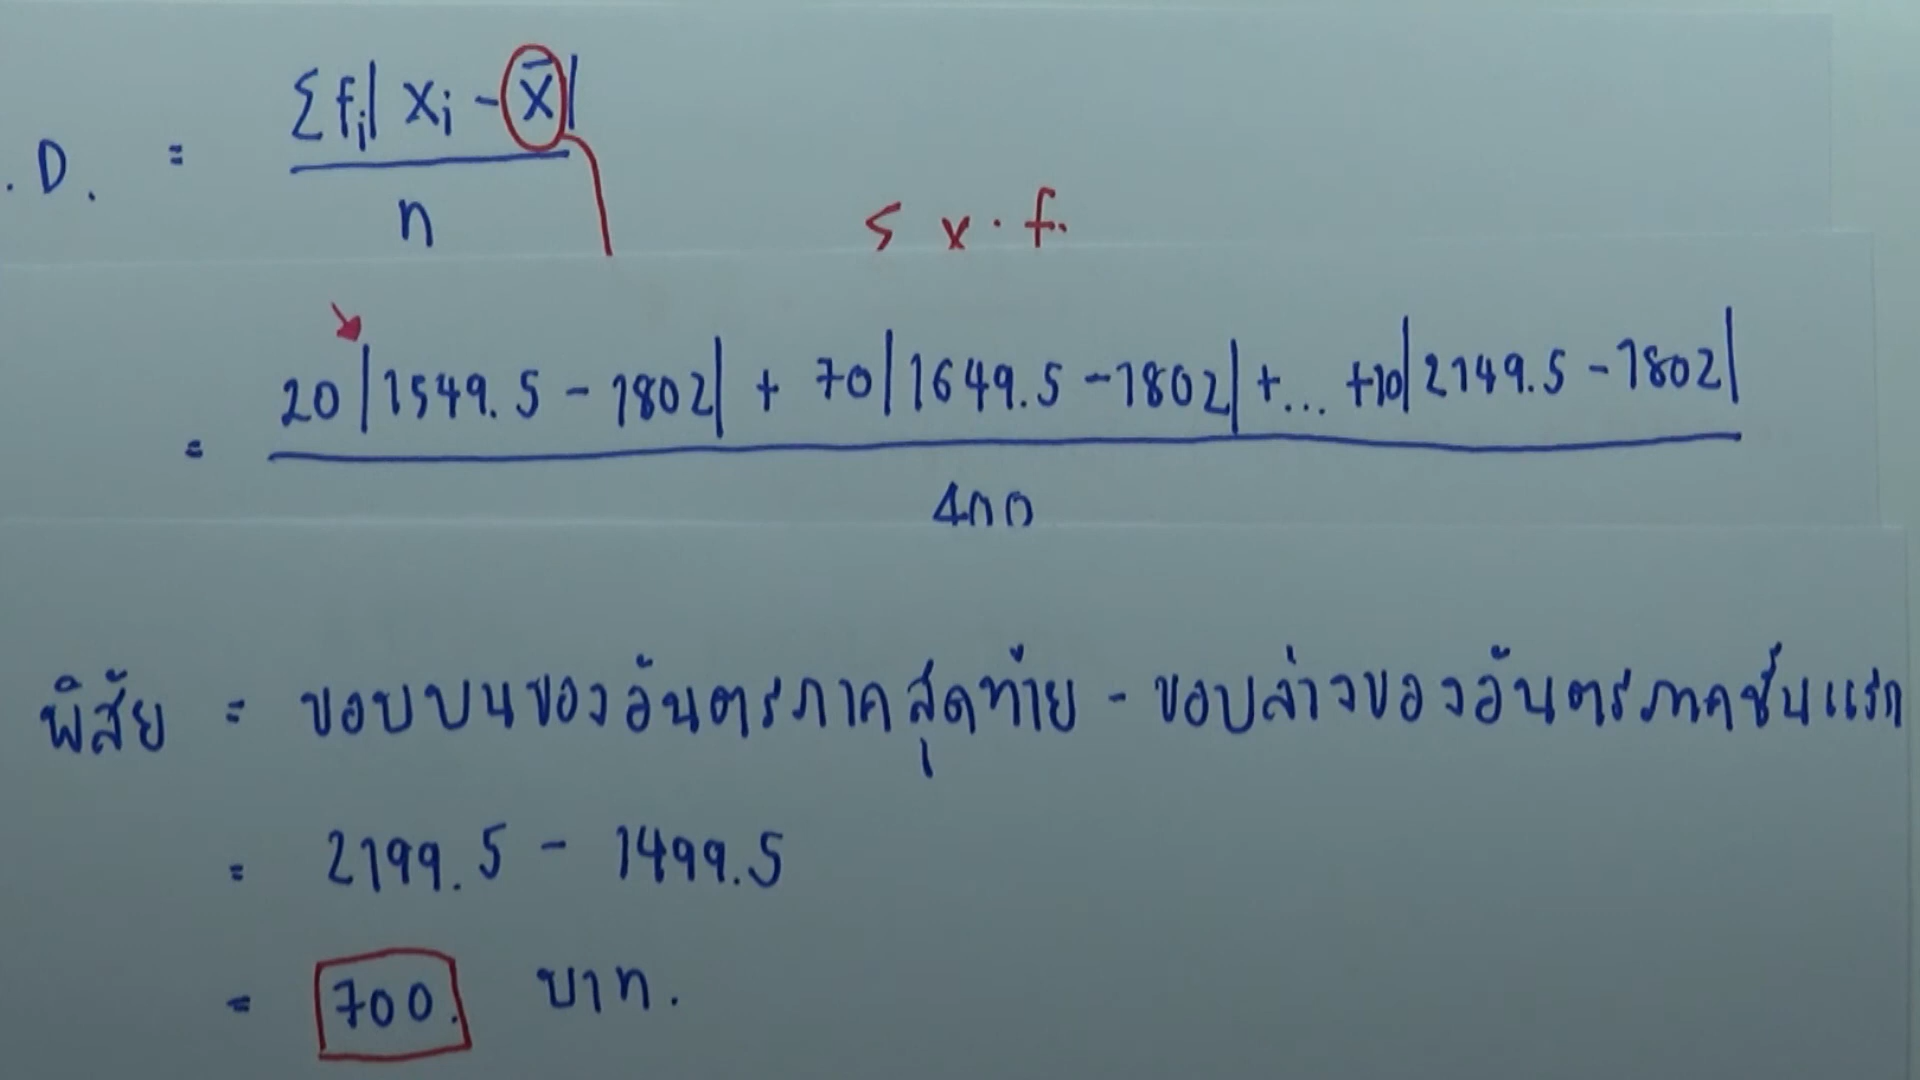 .D. = Σfi|xi - x̄|
n
Σ x.f.
= 20|1549.5 - 1802| + 70|1649.5 - 1802| + ... + 10|2149.5 - 1802|
400
พิสัย = ขอบบนของอันตรภาคสุดท้าย - ขอบล่างของอันตรภาคชั้นแรก
= 2199.5 - 1499.5
= 700. บาท.